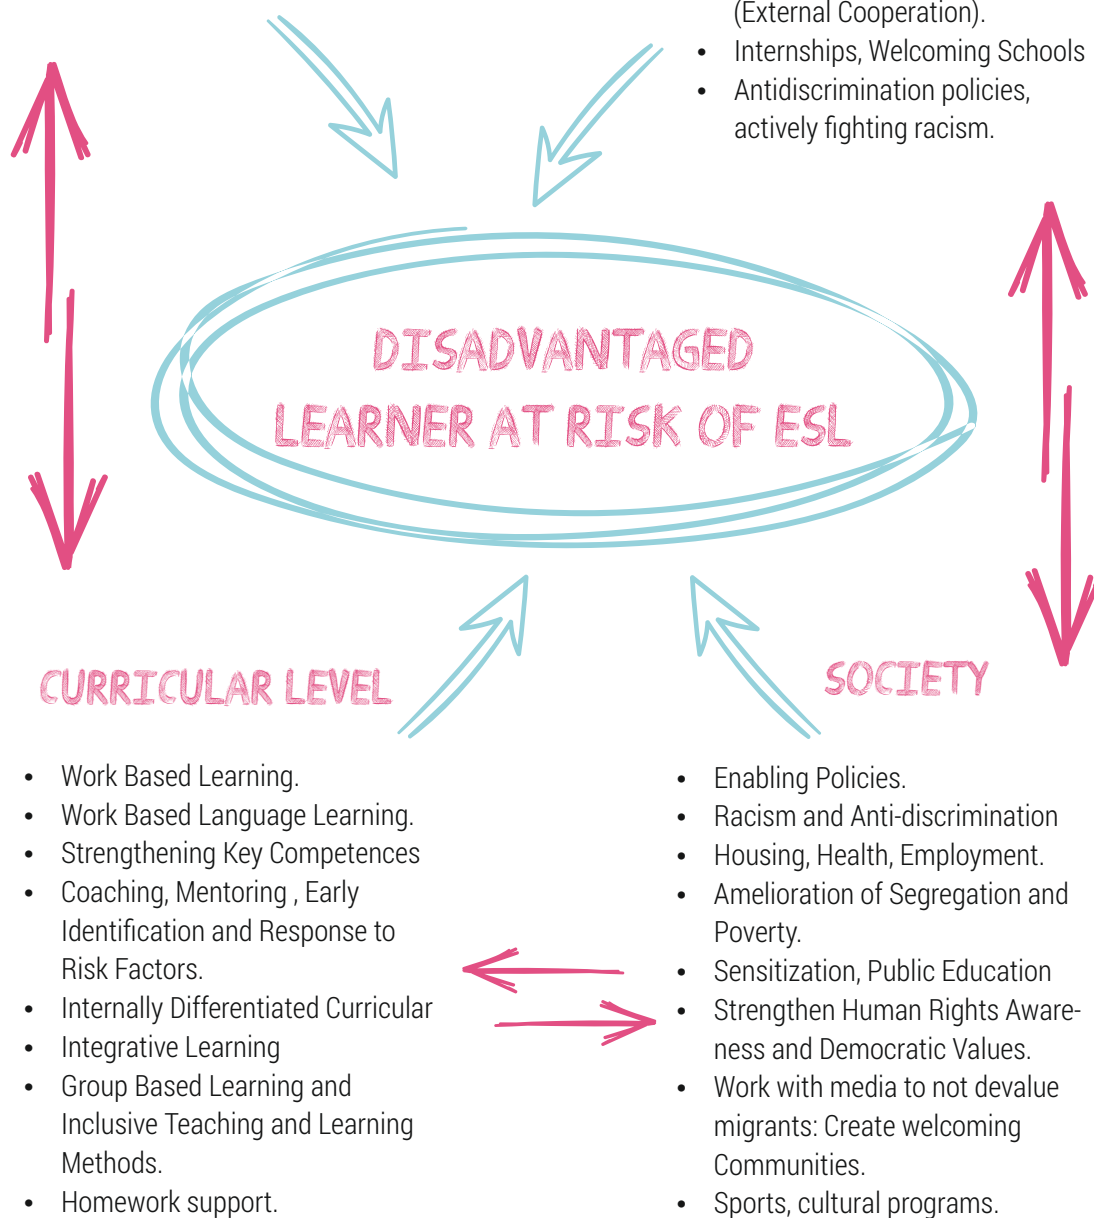 (External Cooperation).
• Internships, Welcoming Schools
• Antidiscrimination policies,
actively fighting racism.
DISADVANTAGED
LEARNER AT RISK OF ESL
CURRICULAR LEVEL
• Work Based Learning.
• Work Based Language Learning.
• Strengthening Key Competences
• Coaching, Mentoring , Early
Identification and Response to
Risk Factors.
• Internally Differentiated Curricular
• Integrative Learning
• Group Based Learning and
Inclusive Teaching and Learning
Methods.
• Homework support.
SOCIETY
• Enabling Policies.
• Racism and Anti-discrimination
• Housing, Health, Employment.
• Amelioration of Segregation and
Poverty.
• Sensitization, Public Education
• Strengthen Human Rights Aware-
ness and Democratic Values.
• Work with media to not devalue
migrants: Create welcoming
Communities.
• Sports, cultural programs.